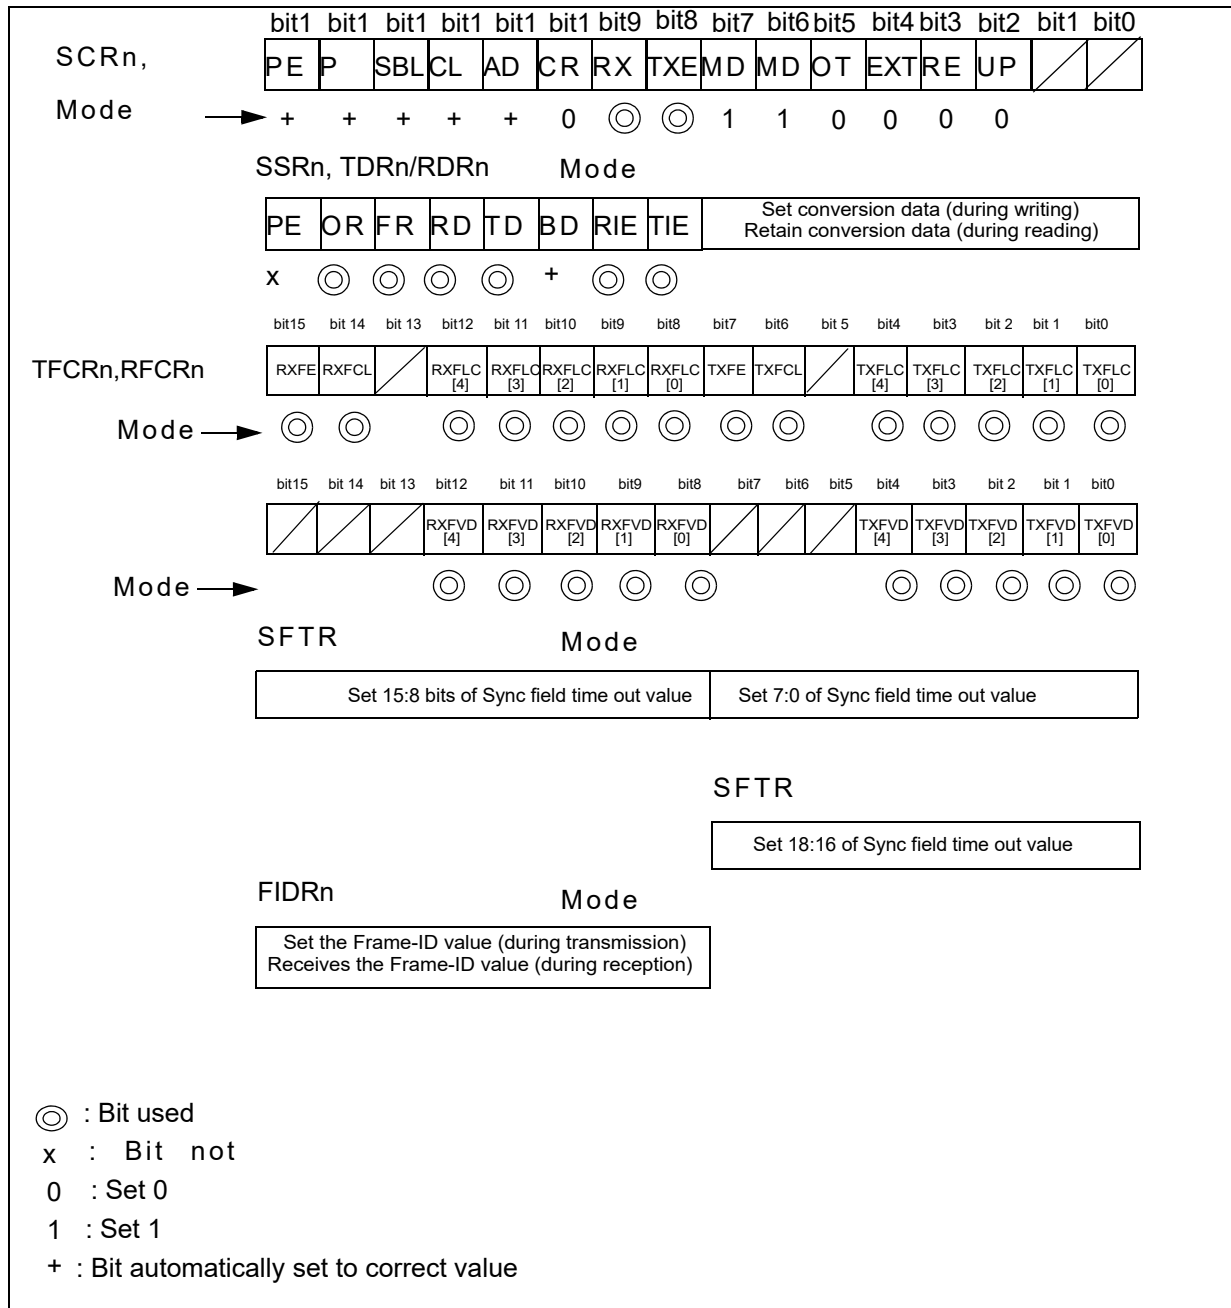 bit1 bit1 bit1 bit1 bit1 bit1 bit9 bit8 bit7 bit6 bit5 bit4 bit3 bit2 bit1 bit0
SCRn, PE P SBL CL AD CR RX TXE MD MD OT EXT RE UP
Mode + + + + + 0 ◎ ◎ 1 1 0 0 0 0
SSRn, TDRn/RDRn Mode
PE OR FR RD TD BD RIE TIE Set conversion data (during writing)
Retain conversion data (during reading)
x ◎ ◎ ◎ ◎ + ◎ ◎
bit15 bit 14 bit 13 bit12 bit 11 bit10 bit9 bit8 bit7 bit6 bit 5 bit4 bit3 bit 2 bit 1 bit0
TFCRn,RFCRn RXFE RXFCL RXFLC RXFLC RXFLC RXFLC RXFLC TXFE TXFCL TXFLC TXFLC TXFLC TXFLC TXFLC
[4] [3] [2] [1] [0] [4] [3] [2] [1] [0]
Mode ◎ ◎ ◎ ◎ ◎ ◎ ◎ ◎ ◎ ◎ ◎ ◎ ◎ ◎
bit15 bit 14 bit 13 bit12 bit 11 bit10 bit9 bit8 bit7 bit6 bit5 bit4 bit3 bit 2 bit 1 bit0
RXFVD RXFVD RXFVD RXFVD RXFVD TXFVD TXFVD TXFVD TXFVD TXFVD
[4] [3] [2] [1] [0] [4] [3] [2] [1] [0]
Mode ◎ ◎ ◎ ◎ ◎ ◎ ◎ ◎ ◎ ◎
SFTR Mode
Set 15:8 bits of Sync field time out value Set 7:0 of Sync field time out value
SFTR
Set 18:16 of Sync field time out value
FIDRn Mode
Set the Frame-ID value (during transmission)
Receives the Frame-ID value (during reception)
◎ : Bit used
x : Bit not
0 : Set 0
1 : Set 1
+ : Bit automatically set to correct value